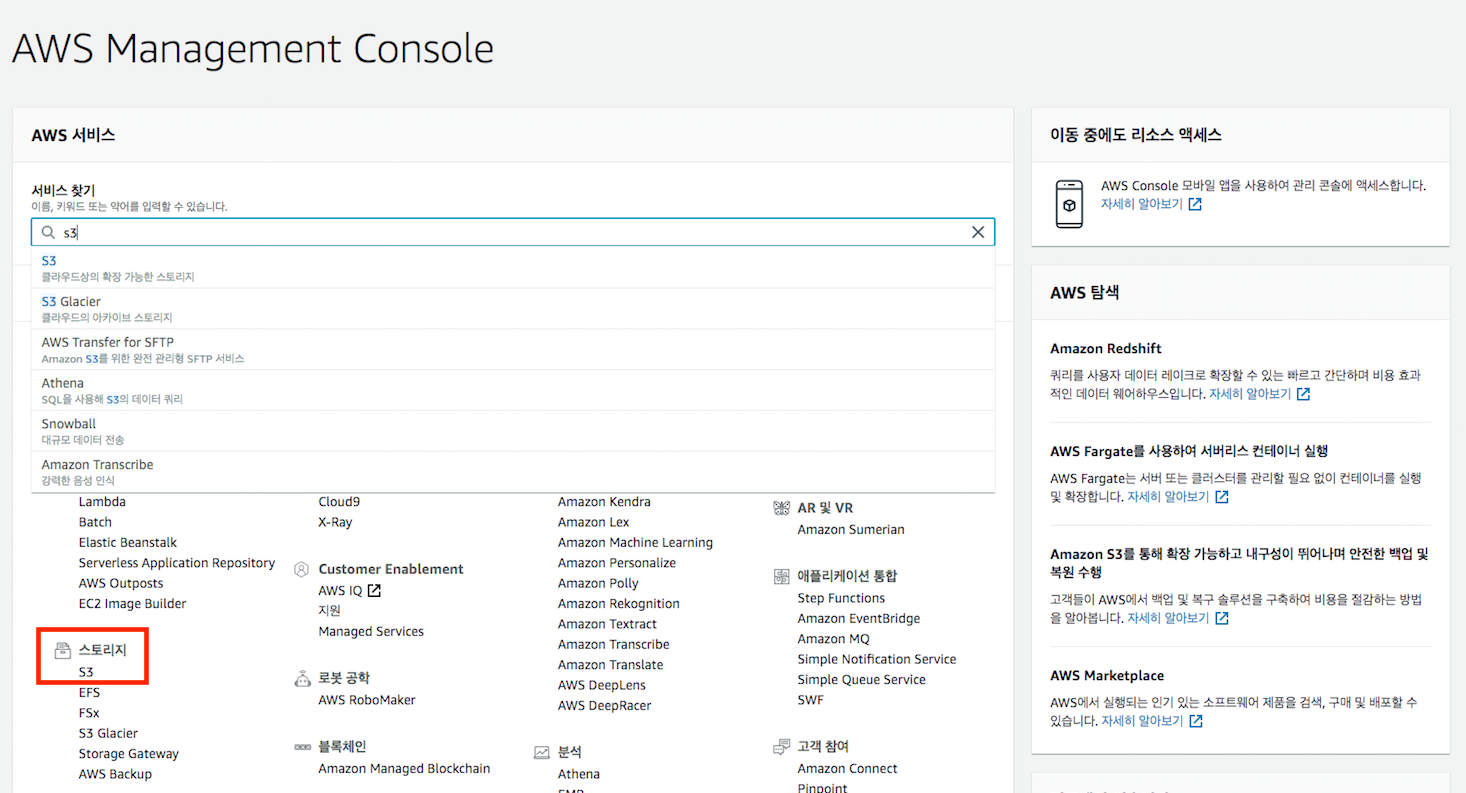 AWS Management Console
AWS 서비스
서비스 찾기
이름, 키워드 또는 약어를 입력할 수 있습니다.
s3
S3
클라우드상의 확장 가능한 스토리지
S3 Glacier
클라우드의 아카이브 스토리지
AWS Transfer for SFTP
Amazon S3를 위한 완전 관리형 SFTP 서비스
Athena
SQL을 사용해 S3의 데이터 쿼리
Snowball
대규모 데이터 전송
Amazon Transcribe
강력한 음성 인식
Lambda
Batch
Elastic Beanstalk
Serverless Application Repository
AWS Outposts
EC2 Image Builder
스토리지
S3
EFS
FSx
S3 Glacier
Storage Gateway
AWS Backup
Cloud9
X-Ray
Customer Enablement
AWS IQ
지원
Managed Services
로봇 공학
AWS RoboMaker
블록체인
Amazon Managed Blockchain
Amazon Kendra
Amazon Lex
Amazon Machine Learning
Amazon Personalize
Amazon Polly
Amazon Rekognition
Amazon Textract
Amazon Transcribe
Amazon Translate
AWS DeepLens
AWS DeepRacer
분석
Athena
EMR
AR 및 VR
Amazon Sumerian
애플리케이션 통합
Step Functions
Amazon EventBridge
Amazon MQ
Simple Notification Service
Simple Queue Service
SWF
고객 참여
Amazon Connect
Pinpoint
이동 중에도 리소스 액세스
AWS Console 모바일 앱을 사용하여 관리 콘솔에 액세스합니다.
자세히 알아보기
AWS 탐색
Amazon Redshift
쿼리를 사용자 데이터 레이크로 확장할 수 있는 빠르고 간단하며 비용 효과
적인 데이터 웨어하우스입니다. 자세히 알아보기
AWS Fargate를 사용하여 서버리스 컨테이너 실행
AWS Fargate는 서버 또는 클러스터를 관리할 필요 없이 컨테이너를 실행
및 확장합니다. 자세히 알아보기
Amazon S3를 통해 확장 가능하고 내구성이 뛰어나며 안전한 백업 및
복원 수행
고객들이 AWS에서 백업 및 복구 솔루션을 구축하여 비용을 절감하는 방법
을 알아봅니다. 자세히 알아보기
AWS Marketplace
AWS에서 실행되는 인기 있는 소프트웨어 제품을 검색, 구매 및 배포할 수
있습니다. 자세히 알아보기